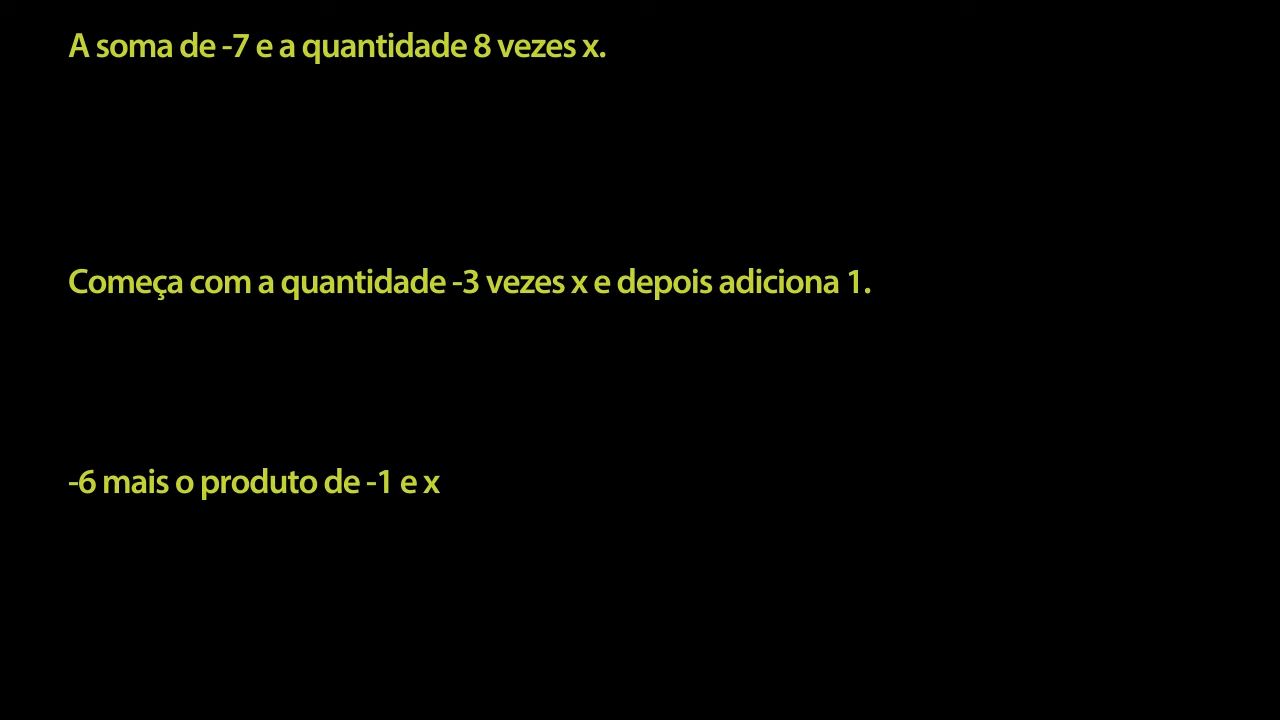 A soma de -7 e a quantidade 8 vezes x.
Começa com a quantidade -3 vezes x e depois adiciona 1.
-6 mais o produto de -1 e x